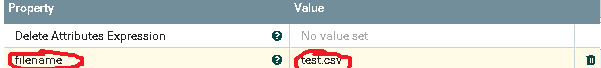 Property Value
Delete Attributes Expression ? No value set
filename ? test.csv